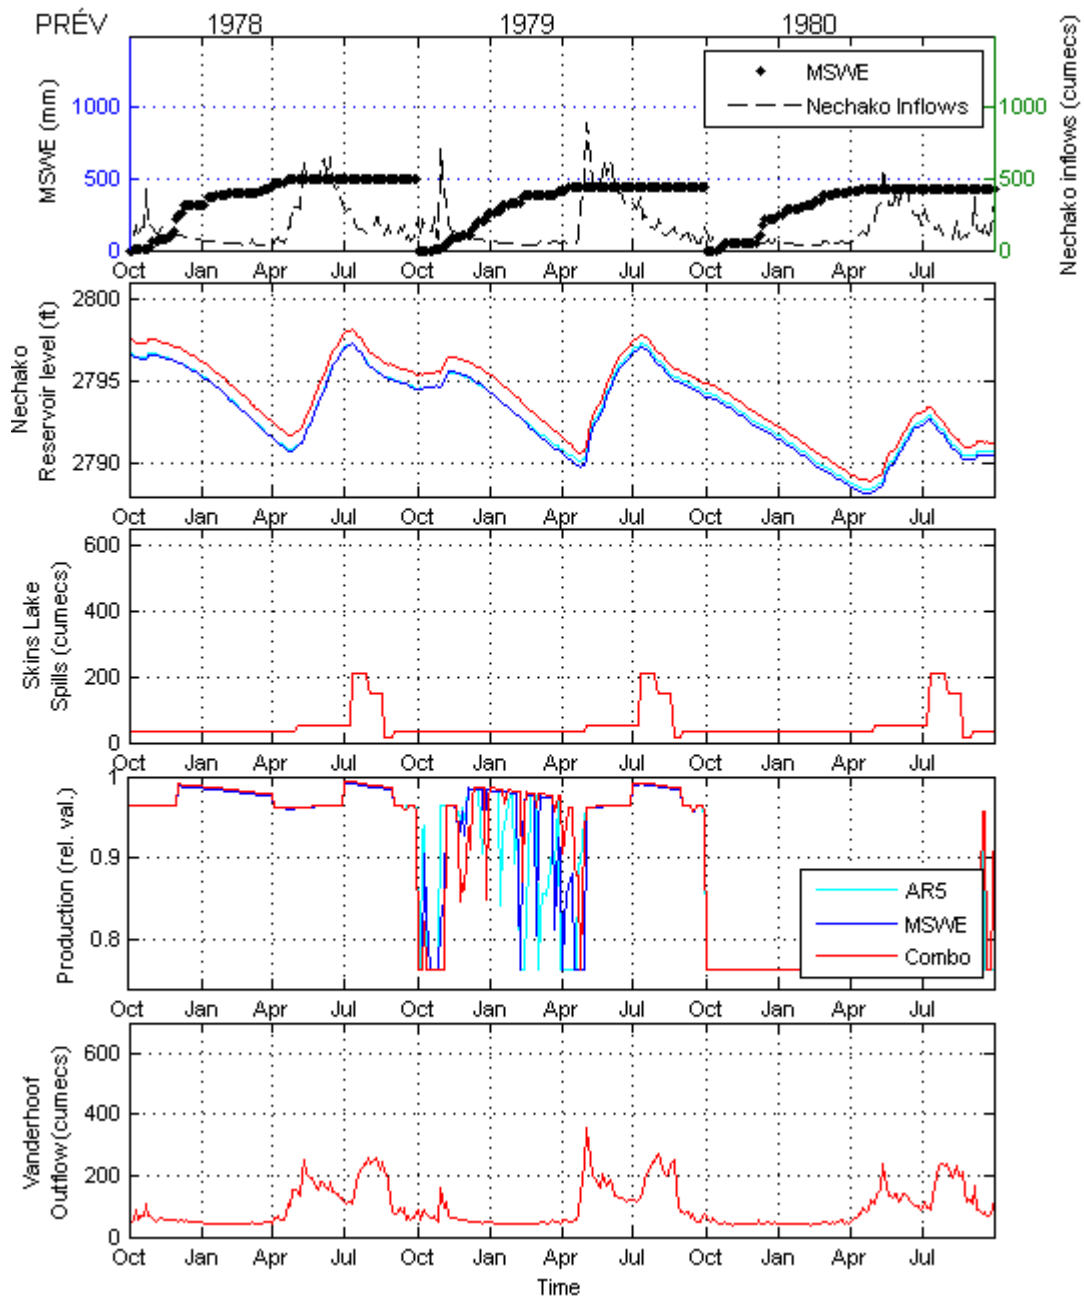 PRÉV 1978 1979 1980
MSWE (mm)
1000
500
0
MSWE
Nechako Inflows
1000
500
0
Nechako inflows (cumecs)
Oct Jan Apr Jul Oct Jan Apr Jul Oct Jan Apr Jul
Nechako
Reservoir level (ft)
2800
2795
2790
Oct Jan Apr Jul Oct Jan Apr Jul Oct Jan Apr Jul
Skins Lake
Spills (cumecs)
600
400
200
0
Oct Jan Apr Jul Oct Jan Apr Jul Oct Jan Apr Jul
Production (rel. val.)
1
0.9
0.8
AR5
MSWE
Combo
Oct Jan Apr Jul Oct Jan Apr Jul Oct Jan Apr Jul
Vanderhoof
Outflow (cumecs)
600
400
200
0
Oct Jan Apr Jul Oct Jan Apr Jul Oct Jan Apr Jul
Time